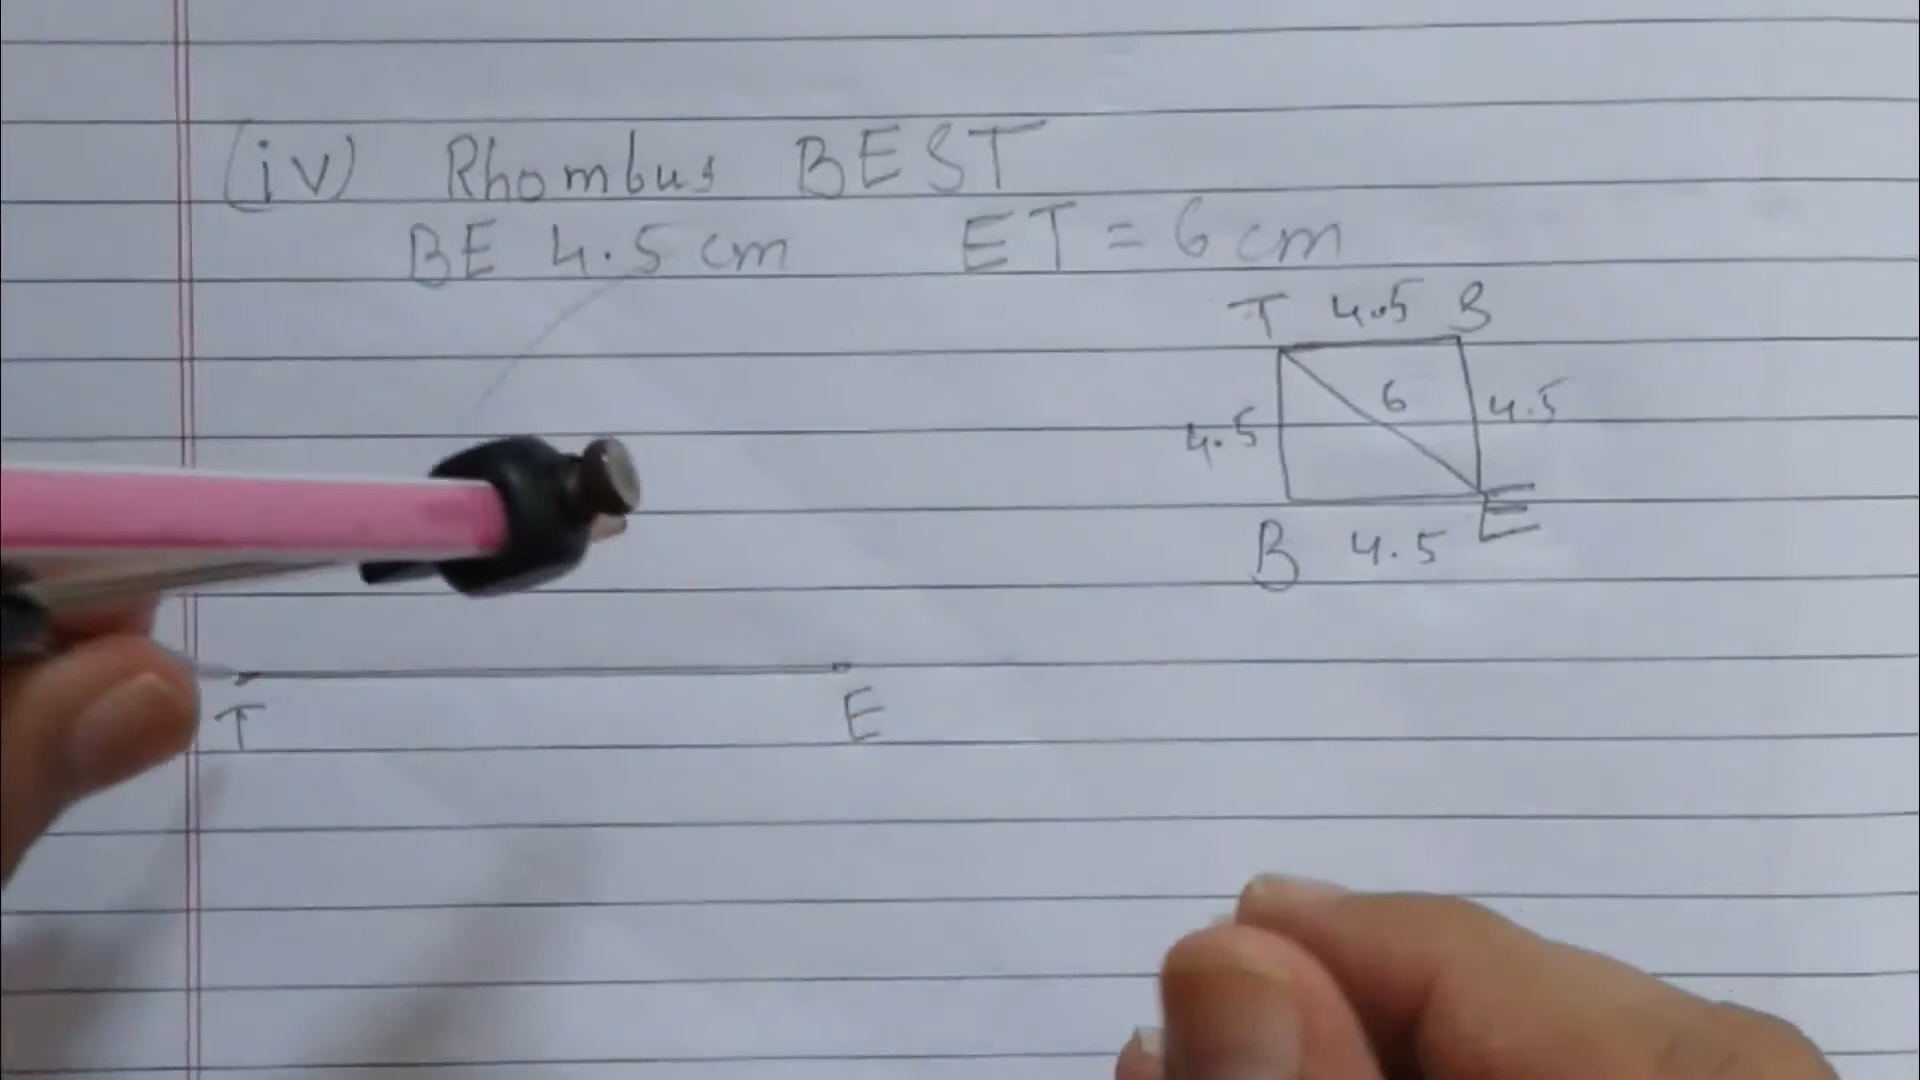 (iv) Rhombus BEST
BE 4.5 cm ET = 6 cm
T 4.5 S
6
4.5 4.5
B 4.5 E
T E